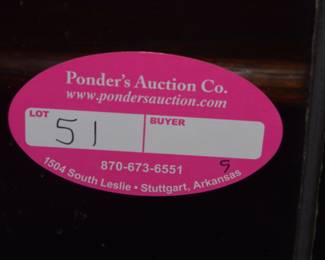 Ponder's Auction Co.
www.pondersauction.com
LOT BUYER
51
870-673-6551
9
1504 South Leslie • Stuttgart, Arkansas